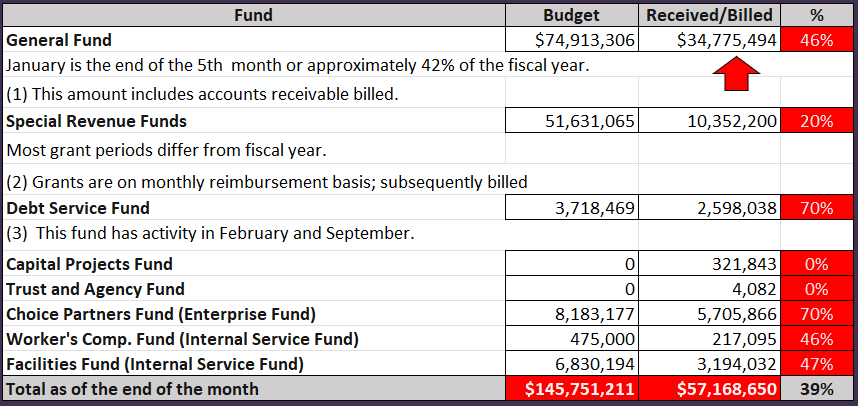 Fund Budget Received/Billed %
General Fund $74,913,306 $34,775,494 46%
January is the end of the 5th month or approximately 42% of the fiscal year.
(1) This amount includes accounts receivable billed.
Special Revenue Funds 51,631,065 10,352,200 20%
Most grant periods differ from fiscal year.
(2) Grants are on monthly reimbursement basis; subsequently billed
Debt Service Fund 3,718,469 2,598,038 70%
(3) This fund has activity in February and September.
Capital Projects Fund 0 321,843 0%
Trust and Agency Fund 0 4,082 0%
Choice Partners Fund (Enterprise Fund) 8,183,177 5,705,866 70%
Worker's Comp. Fund (Internal Service Fund) 475,000 217,095 46%
Facilities Fund (Internal Service Fund) 6,830,194 3,194,032 47%
Total as of the end of the month $145,751,211 $57,168,650 39%